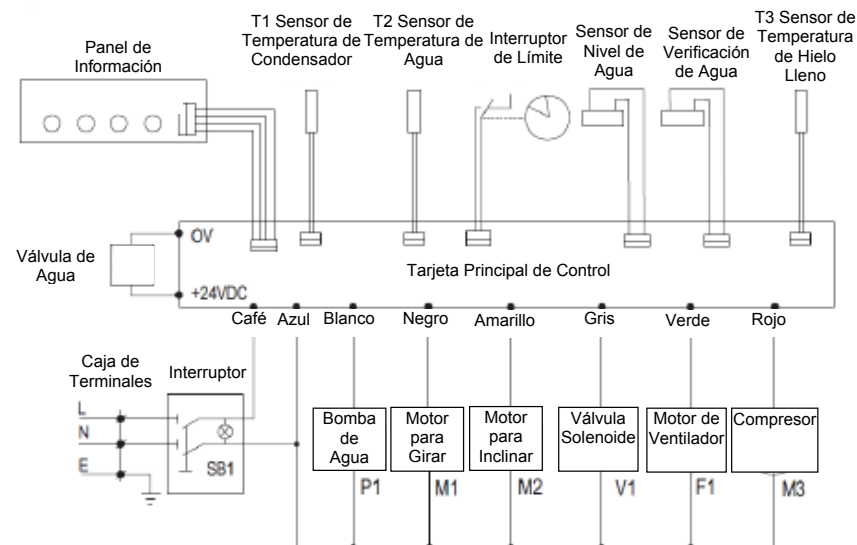 T1 Sensor de
Temperatura de
Condensador
T2 Sensor de
Temperatura de
Agua
Interruptor
de Límite
Sensor de
Nivel de
Agua
Sensor de
Verificación
de Agua
T3 Sensor de
Temperatura
de Hielo
Lleno
Panel de
Información
Válvula de
Agua
OV
+24VDC
Tarjeta Principal de Control
Café
Azul
Blanco
Negro
Amarillo
Gris
Verde
Rojo
Caja de
Terminales
Interruptor
L
N
E
SB1
Bomba
de
Agua
P1
Motor
para
Girar
M1
Motor
para
Inclinar
M2
Válvula
Solenoide
V1
Motor de
Ventilador
F1
Compresor
M3